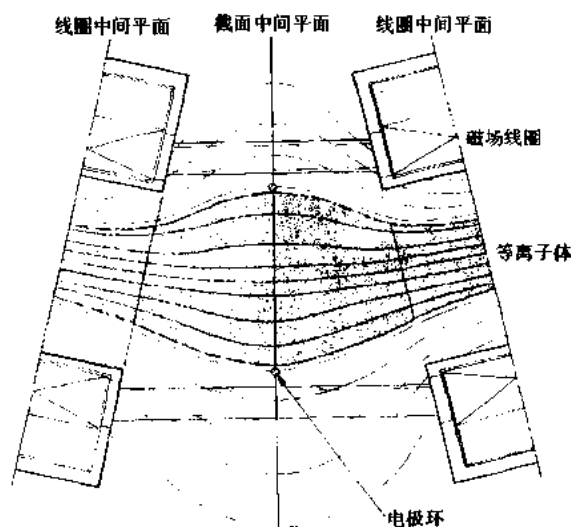 线圈中间平面
截面中间平面
线圈中间平面
磁场线圈
等离子体
电极环